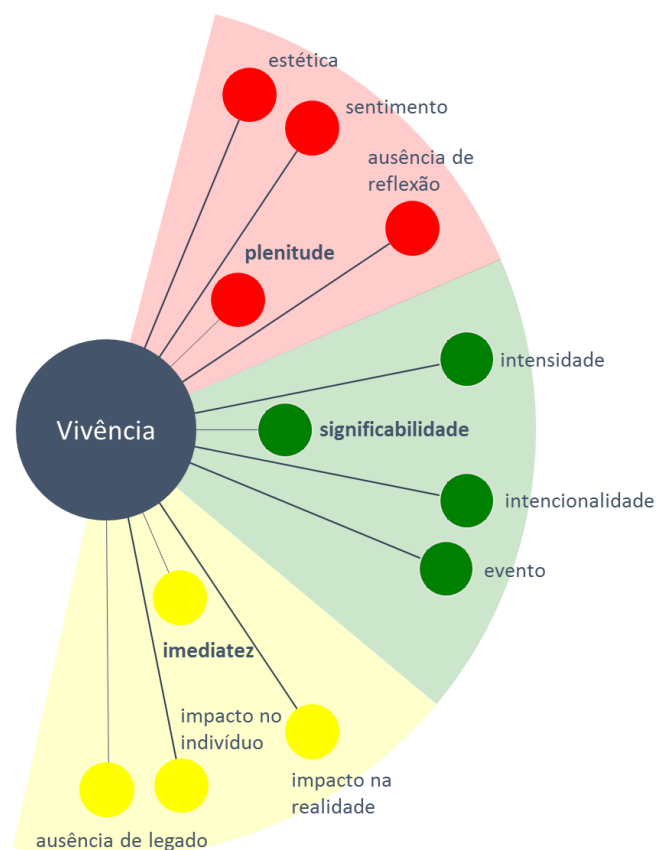 estética
sentimento
ausência de
reflexão
plenitude
intensidade
Vivência
significabilidade
intencionalidade
evento
imediatez
impacto no
indivíduo
impacto na
realidade
ausência de legado